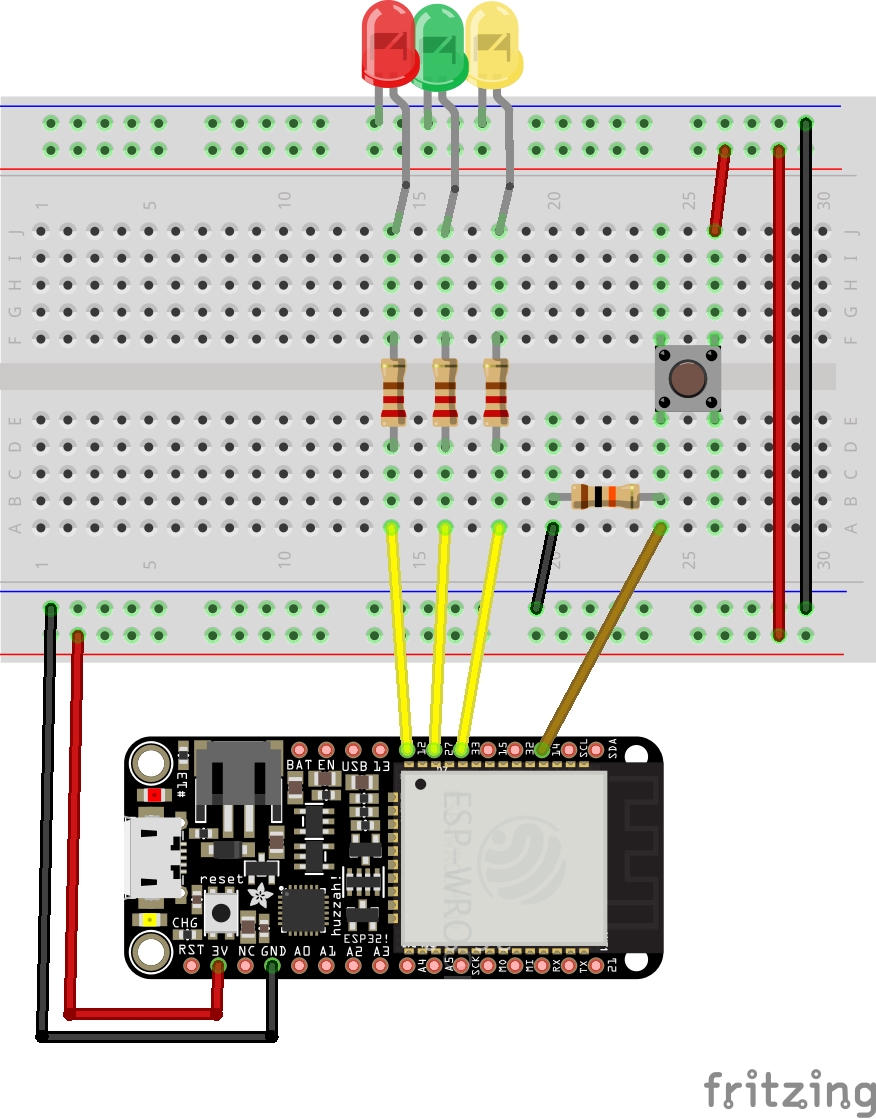 1 5 10 15 20 25 30
J J
I I
H H
G G
F F
E E
D D
C C
B B
A A
1 5 10 15 20 25 30
BAT EN USB 13 12 27 33 15 32 14 SCL SDA
#13
ESP-WRO
reset
huzzah!
CHG
ESP32!
RST 3V NC GND A0 A1 A2 A3 A4 A5 SCK MO MI RX TX 21
fritzing